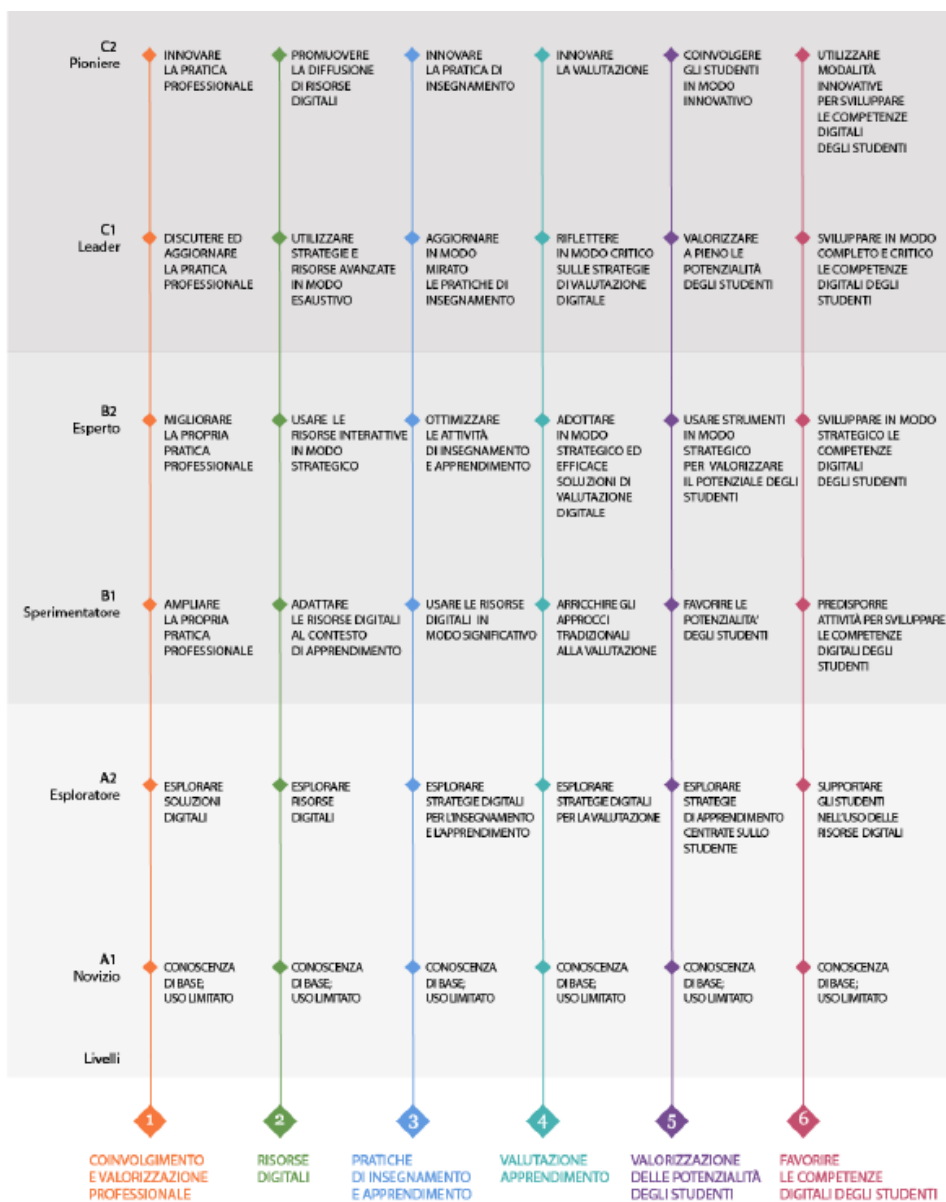 C2
Pioniere
INNOVARE
LA PRATICA
PROFESSIONALE
PROMUOVERE
LA DIFFUSIONE
DI RISORSE
DIGITALI
INNOVARE
LA PRATICA DI
INSEGNAMENTO
INNOVARE
LA VALUTAZIONE
COINVOLGERE
GLI STUDENTI
IN MODO
INNOVATIVO
UTILIZZARE
MODALITÀ
INNOVATIVE
PER SVILUPPARE
LE COMPETENZE
DIGITALI
DEGLI STUDENTI
C1
Leader
DISCUTERE ED
AGGIORNARE
LA PRATICA
PROFESSIONALE
UTILIZZARE
STRATEGIE E
RISORSE AVANZATE
IN MODO
ESAUSTIVO
AGGIORNARE
IN MODO
MIRATO
LE PRATICHE DI
INSEGNAMENTO
RIFLETTERE
IN MODO CRITICO
SULLE STRATEGIE
DI VALUTAZIONE
DIGITALE
VALORIZZARE
A PIENO LE
POTENZIALITÀ
DEGLI STUDENTI
SVILUPPARE IN MODO
COMPLETO E CRITICO
LE COMPETENZE
DIGITALI DEGLI
STUDENTI
B2
Esperto
MIGLIORARE
LA PROPRIA
PRATICA
PROFESSIONALE
USARE LE
RISORSE INTERATTIVE
IN MODO
STRATEGICO
OTTIMIZZARE
LE ATTIVITÀ
DI INSEGNAMENTO
E APPRENDIMENTO
ADOTTARE
IN MODO
STRATEGICO ED
EFFICACE
SOLUZIONI DI
VALUTAZIONE
DIGITALE
USARE STRUMENTI
IN MODO
STRATEGICO
PER VALORIZZARE
IL POTENZIALE DEGLI
STUDENTI
SVILUPPARE IN MODO
STRATEGICO LE
COMPETENZE
DIGITALI
DEGLI STUDENTI
B1
Sperimentatore
AMPLIARE
LA PROPRIA
PRATICA
PROFESSIONALE
ADATTARE
LE RISORSE DIGITALI
AL CONTESTO
DI APPRENDIMENTO
USARE LE RISORSE
DIGITALI IN
MODO SIGNIFICATIVO
ARRICCHIRE GLI
APPROCCI
TRADIZIONALI
ALLA VALUTAZIONE
FAVORIRE LE
POTENZIALITA'
DEGLI STUDENTI
PREDISPORRE
ATTIVITÀ PER SVILUPPARE
LE COMPETENZE
DIGITALI DEGLI
STUDENTI
A2
Esploratore
ESPLORARE
SOLUZIONI
DIGITALI
ESPLORARE
RISORSE
DIGITALI
ESPLORARE
STRATEGIE DIGITALI
PER L'INSEGNAMENTO
E L'APPRENDIMENTO
ESPLORARE
STRATEGIE DIGITALI
PER LA VALUTAZIONE
ESPLORARE
STRATEGIE
DI APPRENDIMENTO
CENTRATE SULLO
STUDENTE
SUPPORTARE
GLI STUDENTI
NELL'USO DELLE
RISORSE DIGITALI
A1
Novizio
CONOSCENZA
DI BASE;
USO LIMITATO
CONOSCENZA
DI BASE;
USO LIMITATO
CONOSCENZA
DI BASE;
USO LIMITATO
CONOSCENZA
DI BASE;
USO LIMITATO
CONOSCENZA
DI BASE;
USO LIMITATO
CONOSCENZA
DI BASE;
USO LIMITATO
Livelli
1
COINVOLGIMENTO
E VALORIZZAZIONE
PROFESSIONALE
2
RISORSE
DIGITALI
3
PRATICHE
DI INSEGNAMENTO
E APPRENDIMENTO
4
VALUTAZIONE
APPRENDIMENTO
5
VALORIZZAZIONE
DELLE POTENZIALITÀ
DEGLI STUDENTI
6
FAVORIRE
LE COMPETENZE
DIGITALI DEGLI STUDENTI